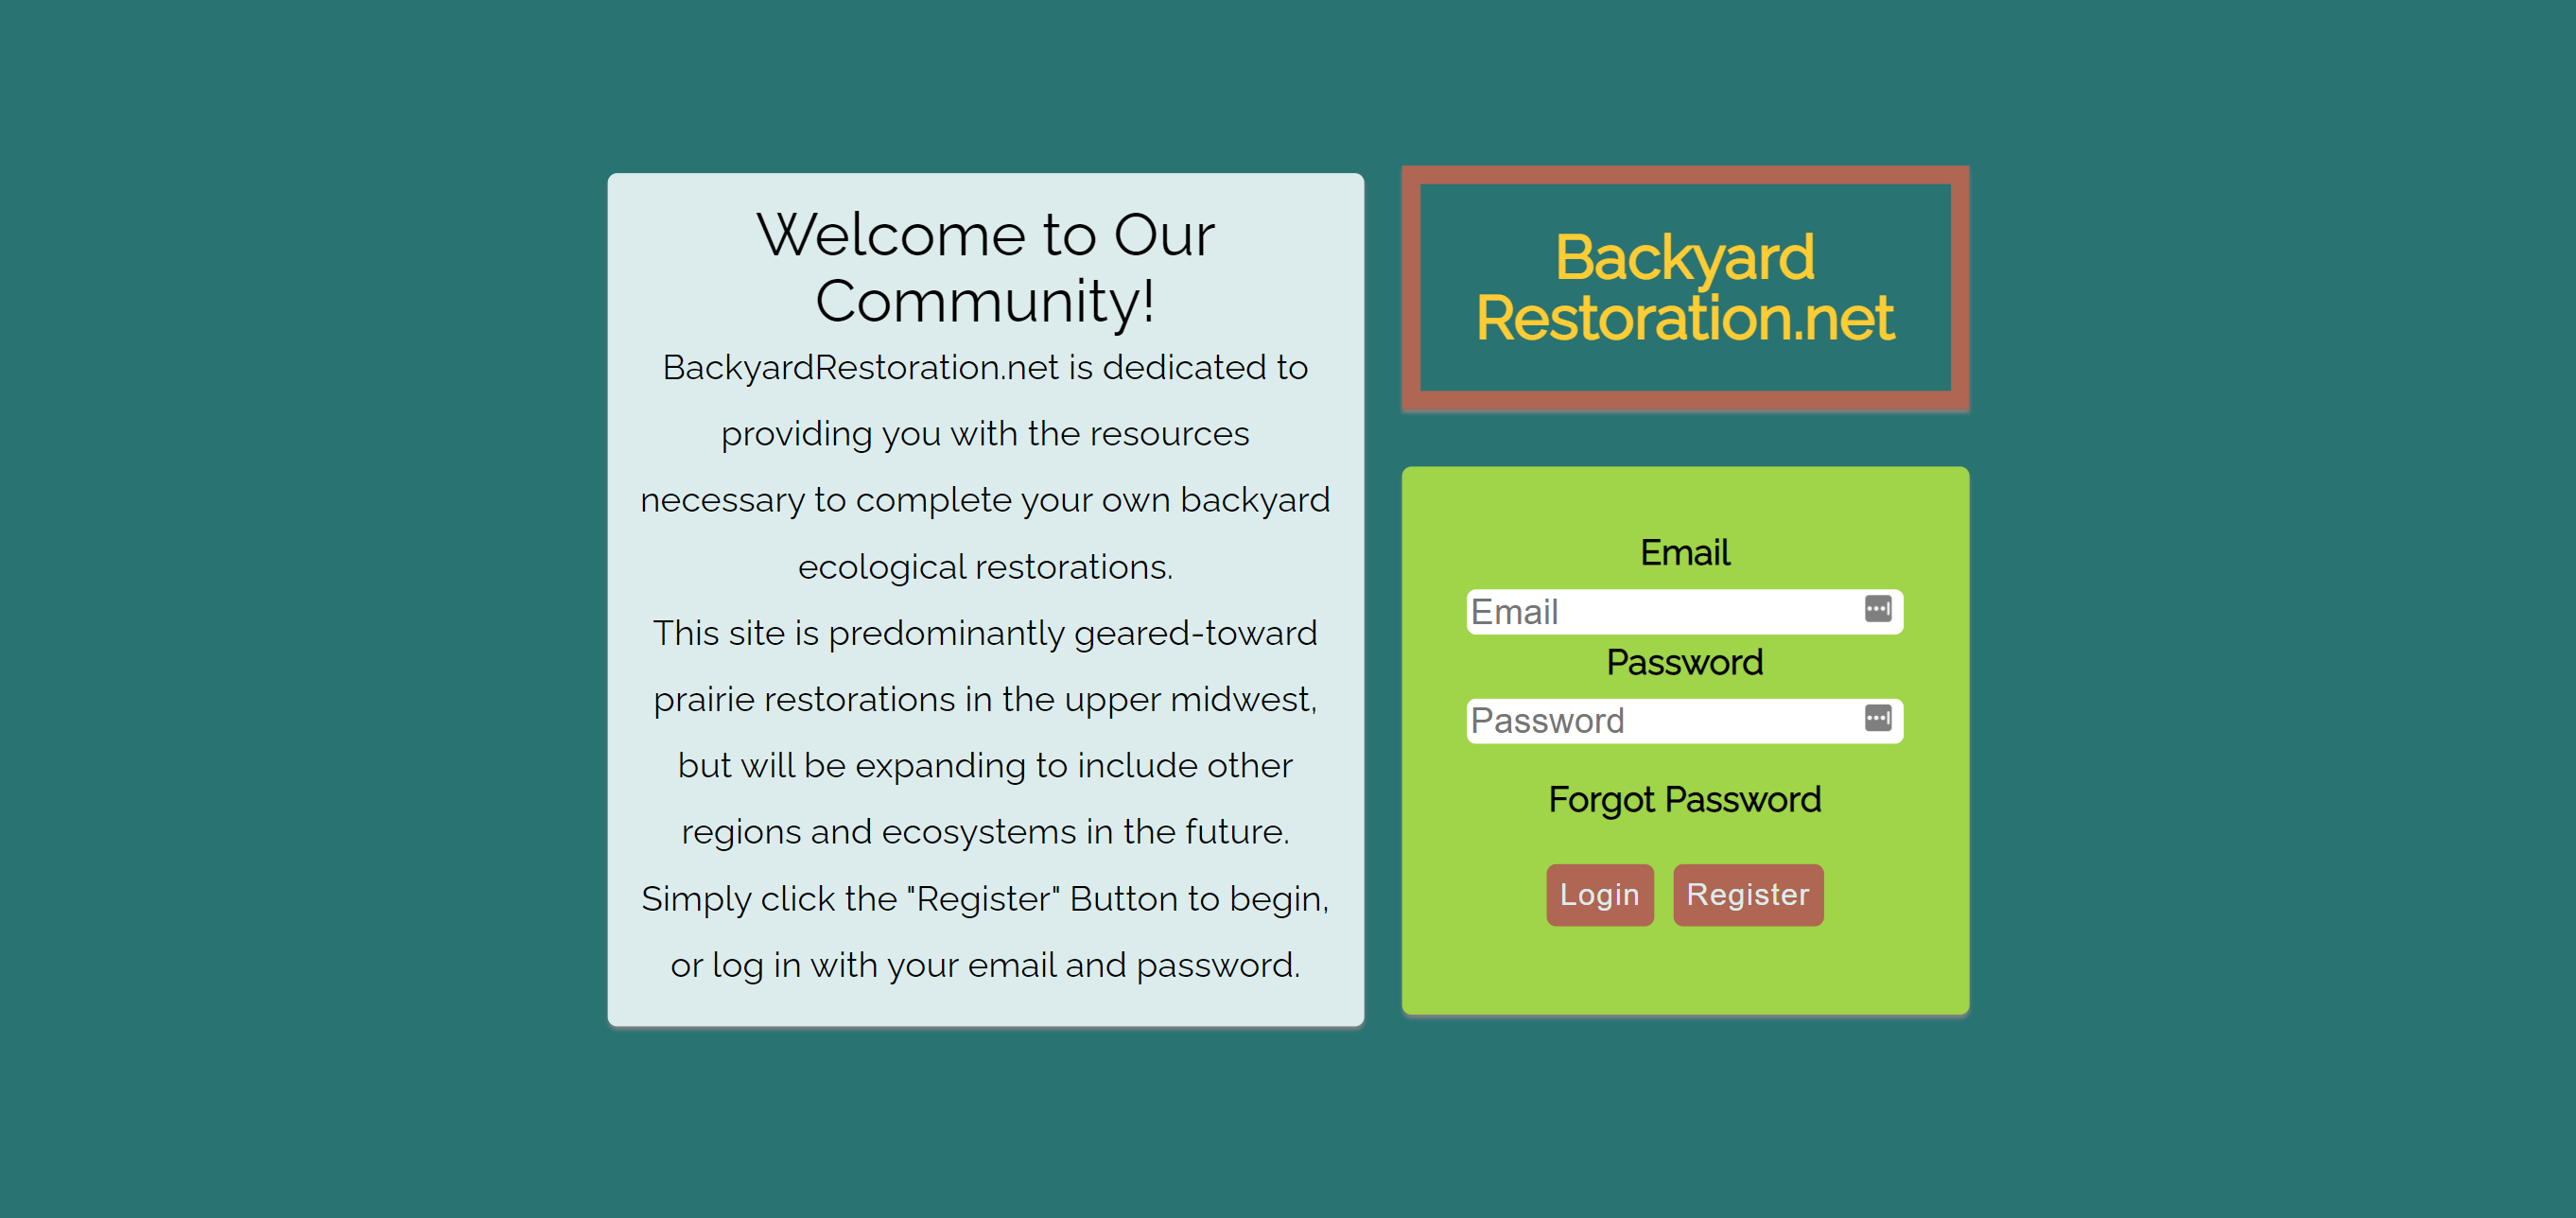 Welcome to Our
Community!
BackyardRestoration.net is dedicated to
providing you with the resources
necessary to complete your own backyard
ecological restorations.
This site is predominantly geared-toward
prairie restorations in the upper midwest,
but will be expanding to include other
regions and ecosystems in the future.
Simply click the "Register" Button to begin,
or log in with your email and password.
Backyard
Restoration.net
Email
Email
Password
Password
Forgot Password
Login Register